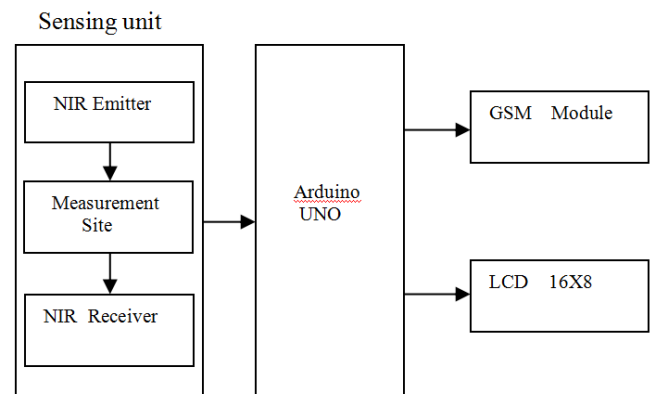 Sensing unit
NIR Emitter
Measurement
Site
NIR Receiver
Arduino
UNO
GSM Module
LCD 16X8